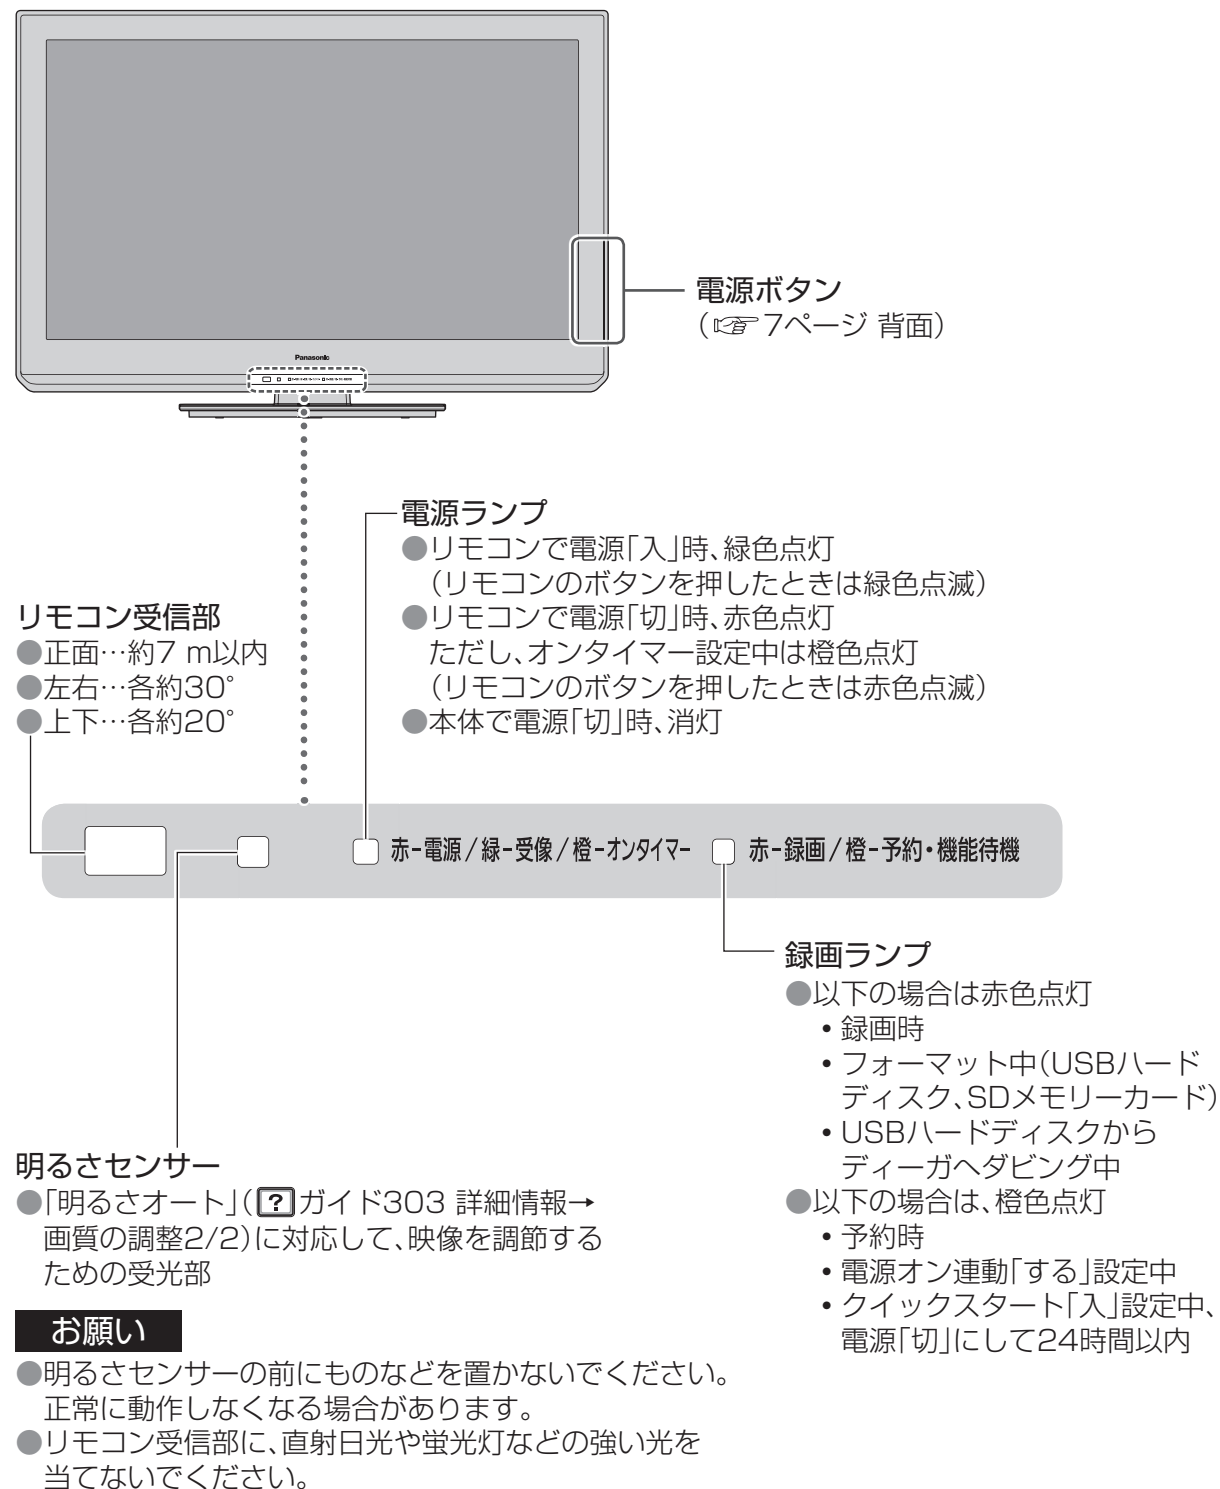 Panasonic
電源ボタン
（☞7ページ 背面）
電源ランプ
●リモコンで電源「入」時、緑色点灯
（リモコンのボタンを押したときは緑色点滅）
●リモコンで電源「切」時、赤色点灯
ただし、オンタイマー設定中は橙色点灯
（リモコンのボタンを押したときは赤色点滅）
●本体で電源「切」時、消灯
リモコン受信部
●正面…約7 m以内
●左右…各約30°
●上下…各約20°
赤-電源/緑-受像/橙-オンタイマー
赤-録画/橙-予約・機能待機
録画ランプ
●以下の場合は赤色点灯
・録画時
・フォーマット中（USBハード
ディスク、SDメモリーカード）
・USBハードディスクから
ディーガへダビング中
●以下の場合は、橙色点灯
・予約時
・電源オン連動「する」設定中
・クイックスタート「入」設定中、
電源「切」にして24時間以内
明るさセンサー
●「明るさオート」（?ガイド303 詳細情報→
画質の調整2/2）に対応して、映像を調節する
ための受光部
お願い
●明るさセンサーの前にものなどを置かないでください。
正常に動作しなくなる場合があります。
●リモコン受信部に、直射日光や蛍光灯などの強い光を
当てないでください。